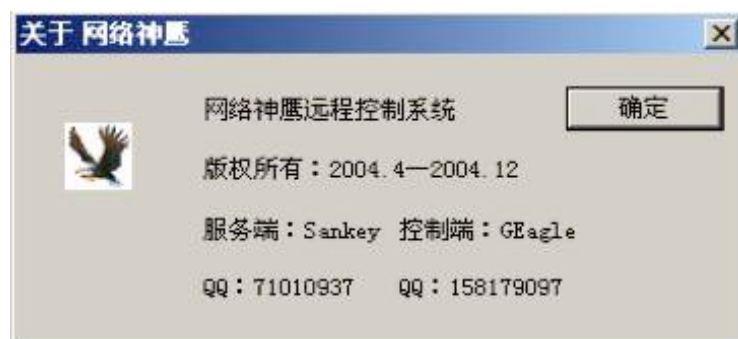 关于 网络神鹰
网络神鹰远程控制系统
确定
版权所有：2004.4—2004.12
服务端：Sankey 控制端：GEagle
QQ：71010937 QQ：158179097